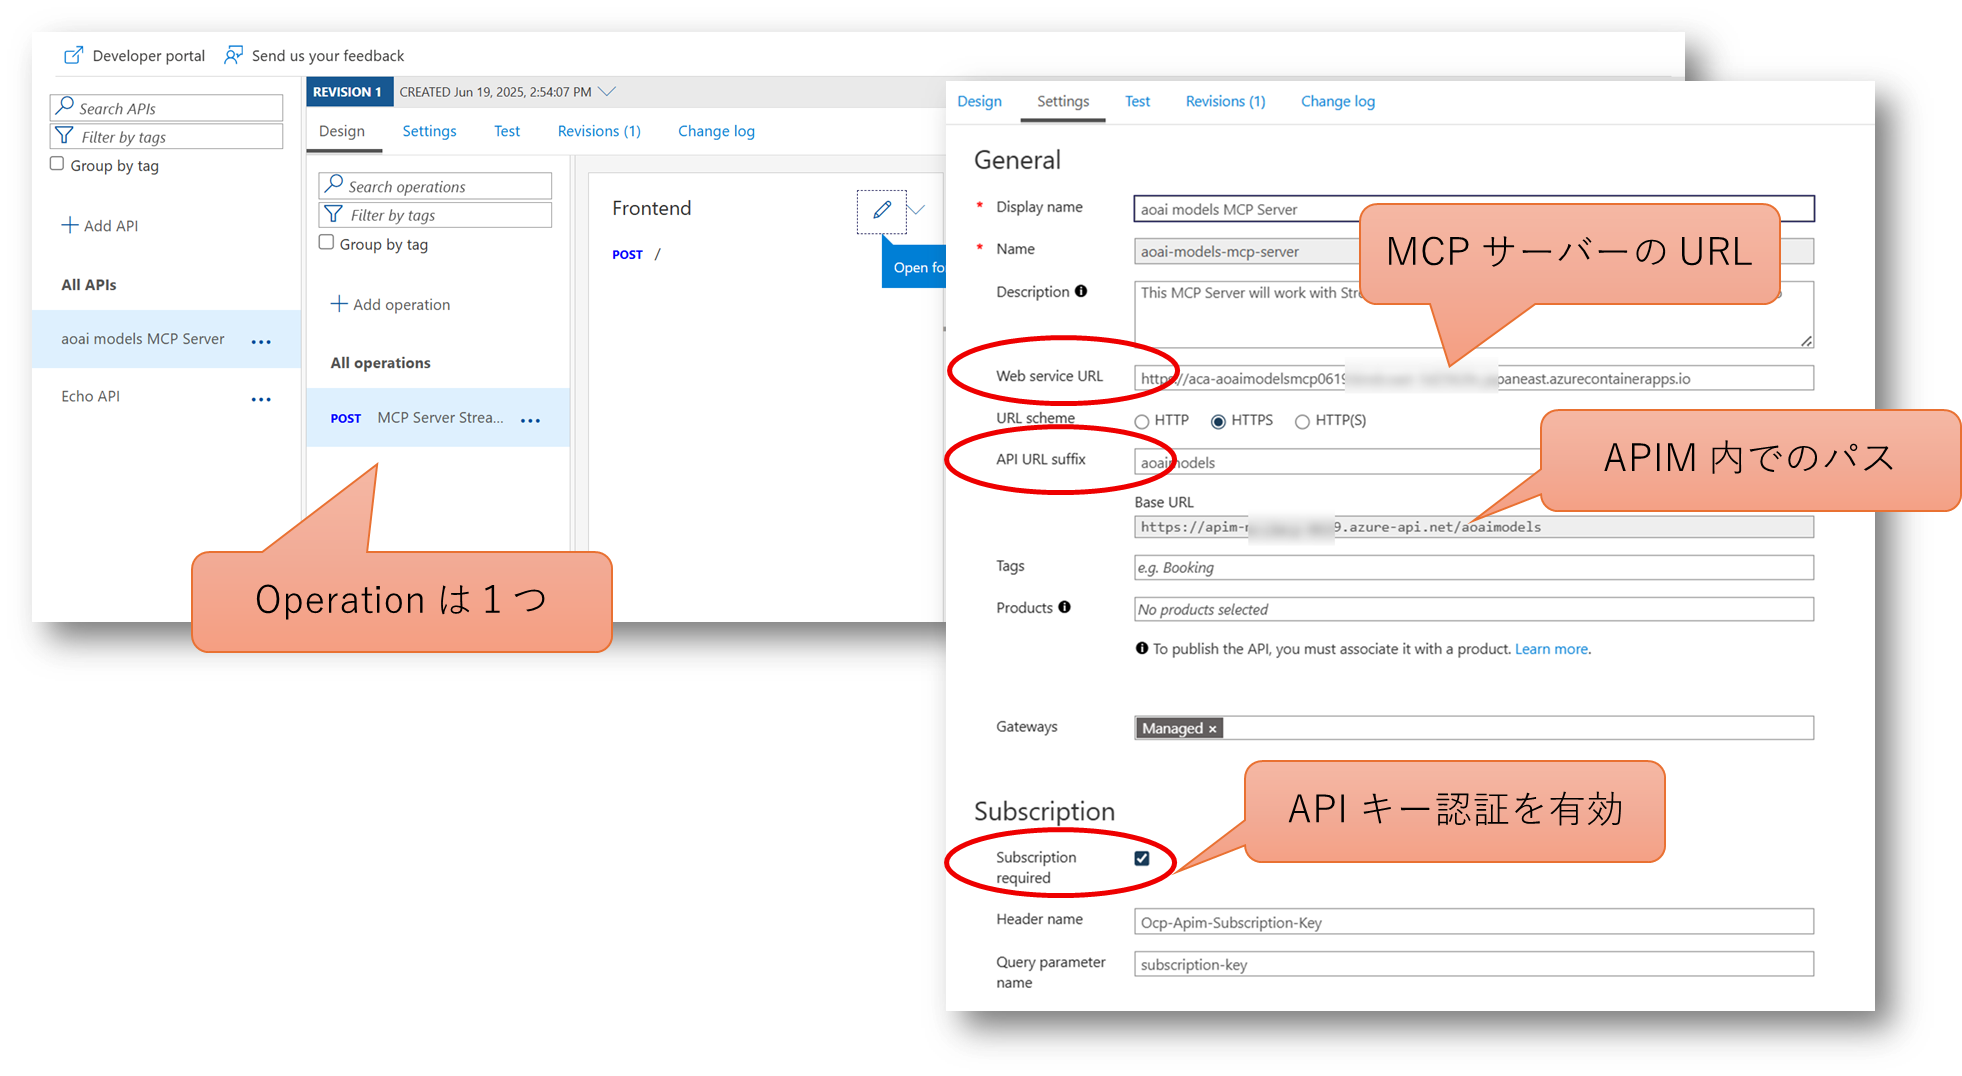 Developer portal
Send us your feedback
Search APIs
Filter by tags
Group by tag
Add API
All APIs
aoai models MCP Server
Echo API
REVISION 1
CREATED Jun 19, 2025, 2:54:07 PM
Design
Settings
Test
Revisions (1)
Change log
Search operations
Filter by tags
Group by tag
Add operation
All operations
POST MCP Server Strea...
Operation は１つ
Frontend
POST /
Open fo
Design
Settings
Test
Revisions (1)
Change log
General
* Display name
aoai models MCP Server
* Name
aoai-models-mcp-server
MCP サーバーの URL
Description
This MCP Server will work with Stre
Web service URL
https://aca-aoaimodelsmcp0619 paneast.azurecontainerapps.io
URL scheme
HTTP
HTTPS
HTTP(S)
API URL suffix
aoaimodels
APIM 内でのパス
Base URL
https://apim- 9.azure-api.net/aoaimodels
Tags
e.g. Booking
Products
No products selected
To publish the API, you must associate it with a product. Learn more.
Gateways
Managed ×
API キー認証を有効
Subscription
Subscription
required
Header name
Ocp-Apim-Subscription-Key
Query parameter
name
subscription-key